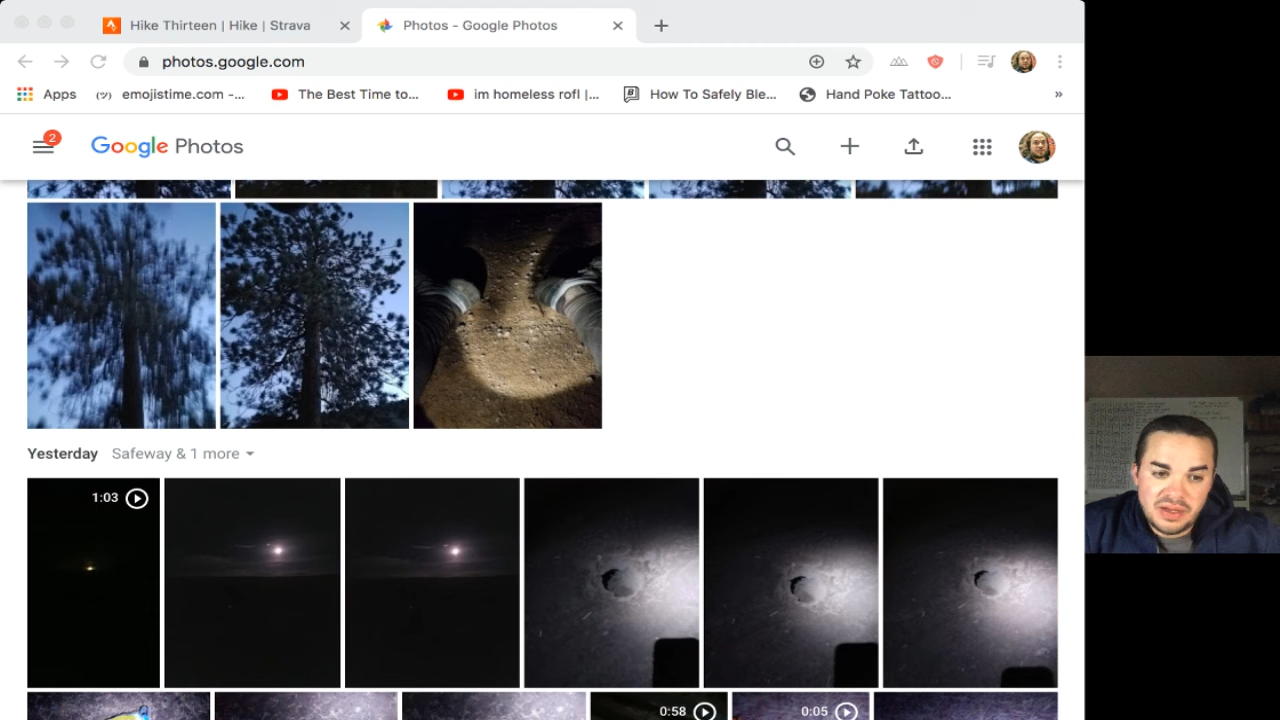 Hike Thirteen | Hike | Strava
Photos - Google Photos
photos.google.com
Apps
(ツ) emojistime.com -...
The Best Time to...
im homeless rofl |...
How To Safely Ble...
Hand Poke Tattoo...
»
2
Google Photos
Yesterday Safeway & 1 more
1:03
0:58
0:05